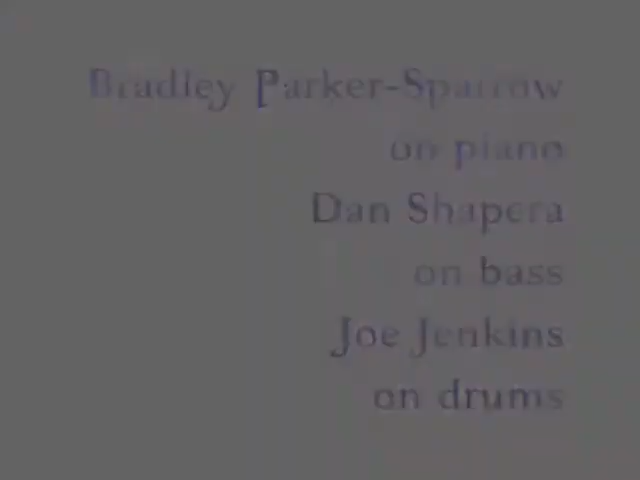 Bradley Parker-Sparrow
on piano
Dan Shapera
on bass
Joe Jenkins
on drums